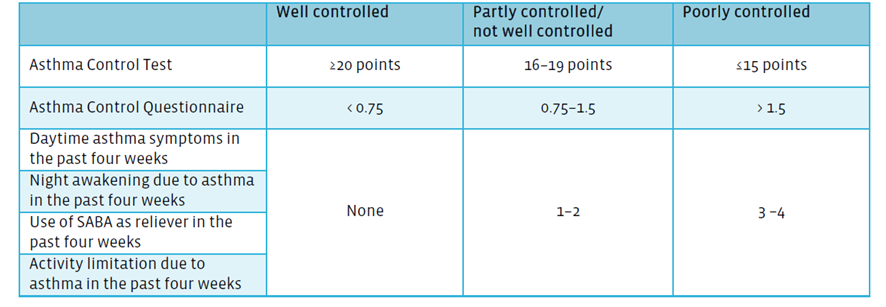 Well controlled
Partly controlled/
not well controlled
Poorly controlled
Asthma Control Test
≥20 points
16–19 points
≤15 points
Asthma Control Questionnaire
< 0.75
0.75–1.5
> 1.5
Daytime asthma symptoms in
the past four weeks
Night awakening due to asthma
in the past four weeks
Use of SABA as reliever in the
past four weeks
Activity limitation due to
asthma in the past four weeks
None
1–2
3 –4